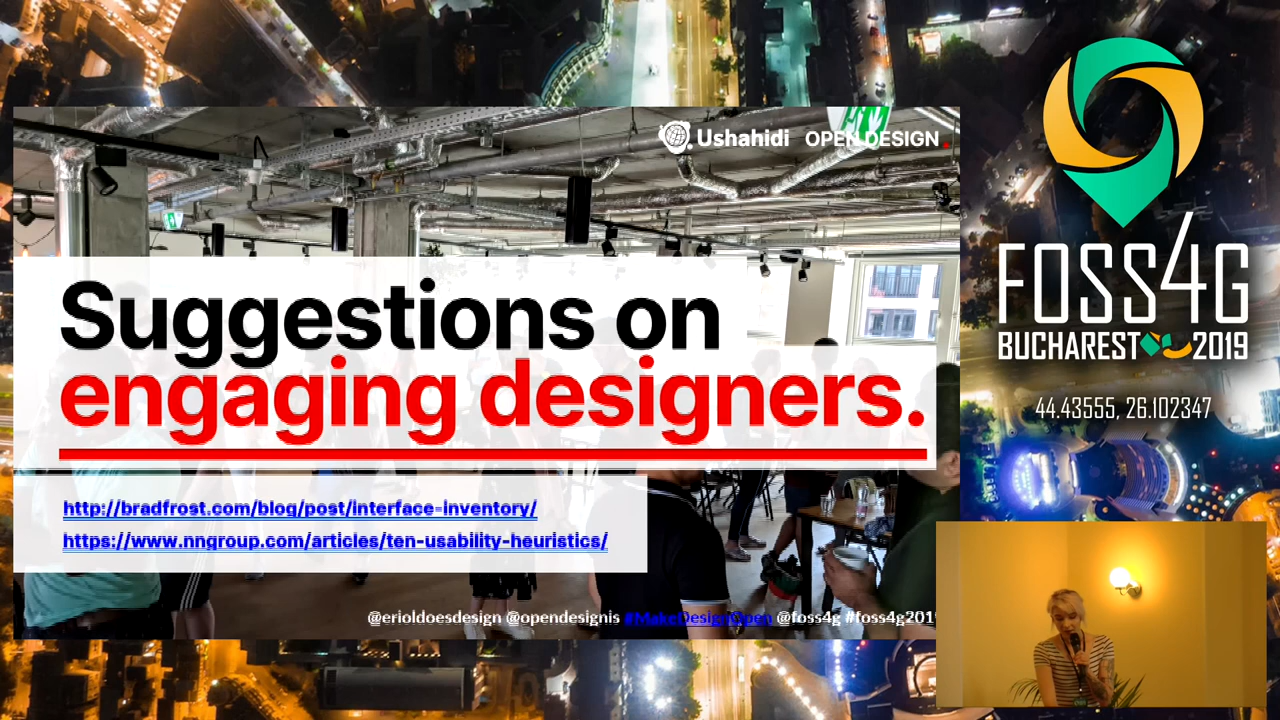 Ushahidi OPEN DESIGN.
Suggestions on
engaging designers.
http://bradfrost.com/blog/post/interface-inventory/
https://www.nngroup.com/articles/ten-usability-heuristics/
@erioldoesdesign @opendesignis #MakeDesignOpen @foss4g #foss4g201
FOSS4G
BUCHAREST 2019
44.43555, 26.102347